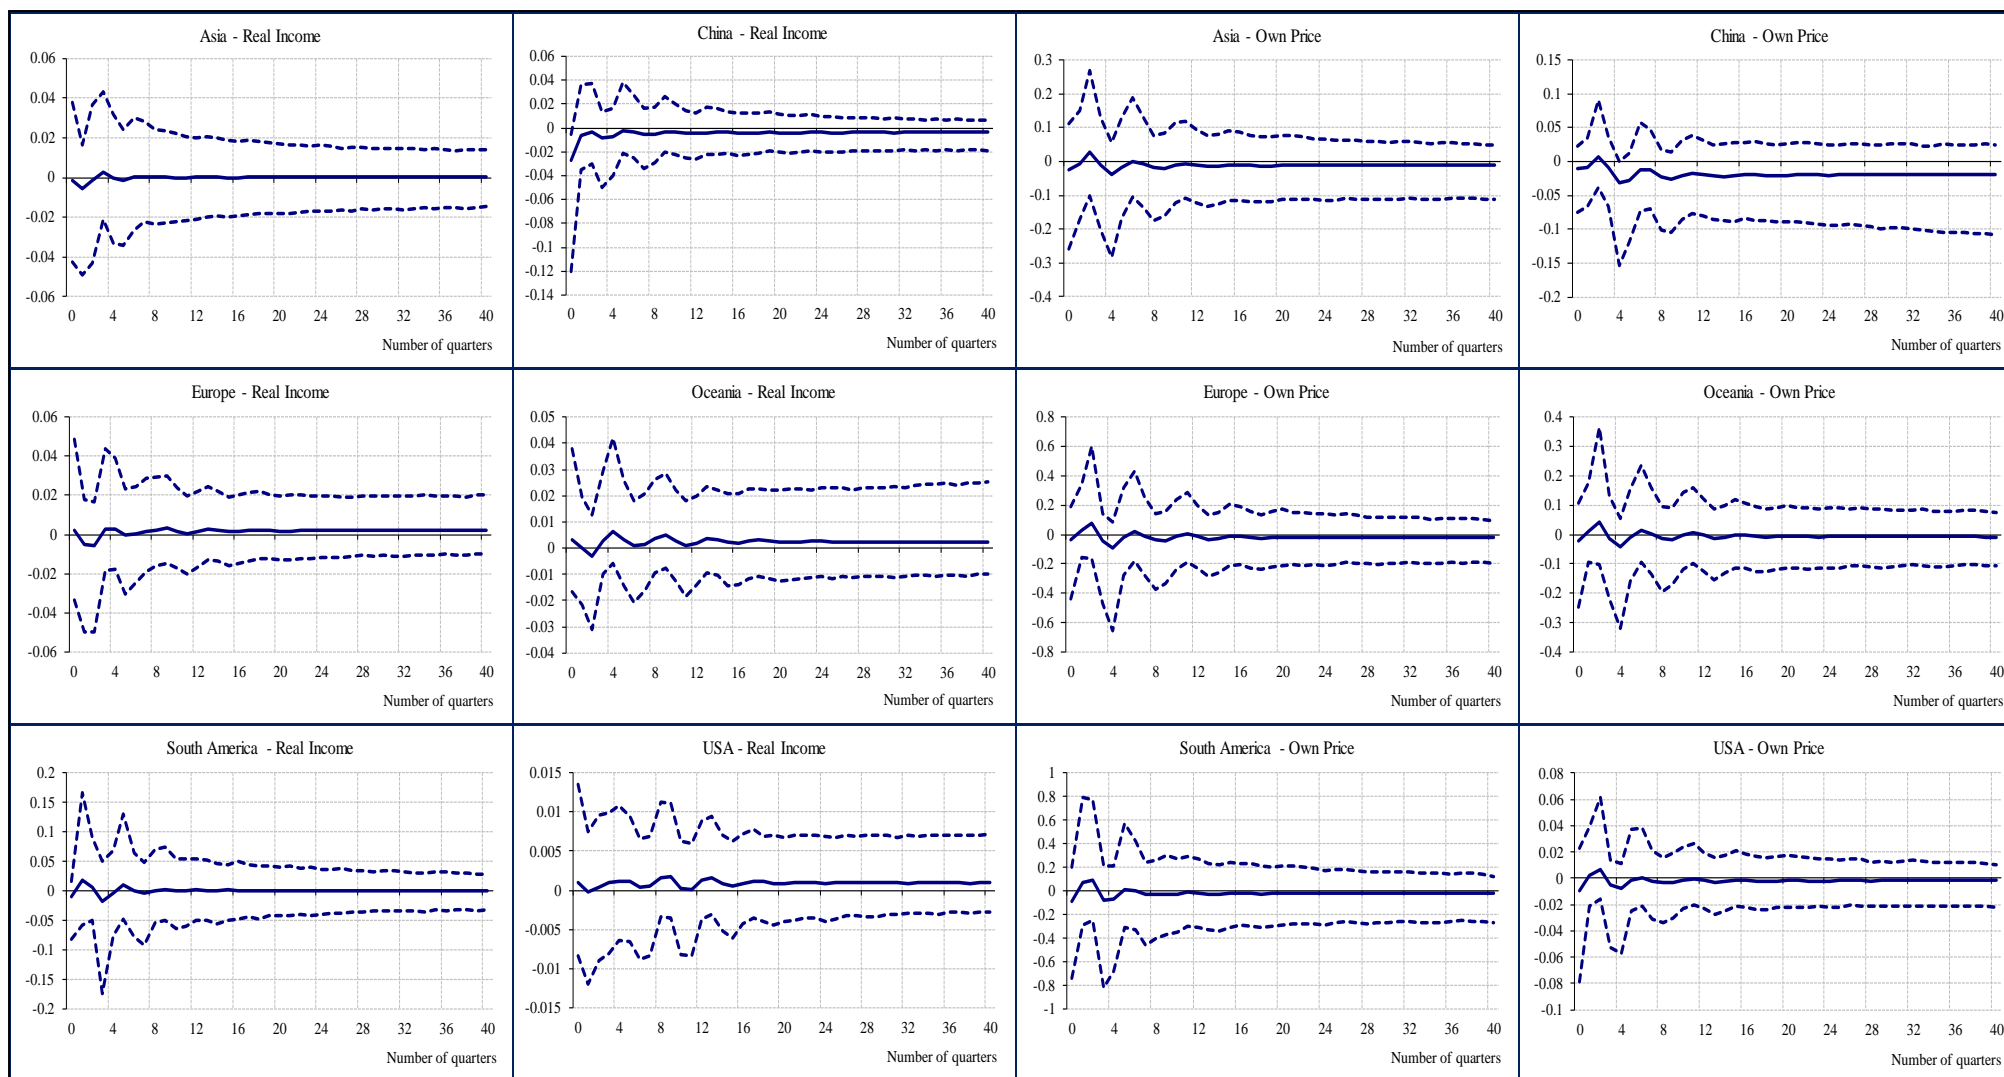 Asia - Real Income
0.06
0.04
0.02
0
-0.02
-0.04
-0.06
0 4 8 12 16 20 24 28 32 36 40
Number of quarters
China - Real Income
0.06
0.04
0.02
0
-0.02
-0.04
-0.06
-0.08
-0.1
-0.12
-0.14
0 4 8 12 16 20 24 28 32 36 40
Number of quarters
Asia - Own Price
0.3
0.2
0.1
0
-0.1
-0.2
-0.3
-0.4
0 4 8 12 16 20 24 28 32 36 40
Number of quarters
China - Own Price
0.15
0.1
0.05
0
-0.05
-0.1
-0.15
-0.2
0 4 8 12 16 20 24 28 32 36 40
Number of quarters
Europe - Real Income
0.06
0.04
0.02
0
-0.02
-0.04
-0.06
0 4 8 12 16 20 24 28 32 36 40
Number of quarters
Oceania - Real Income
0.05
0.04
0.03
0.02
0.01
0
-0.01
-0.02
-0.03
-0.04
0 4 8 12 16 20 24 28 32 36 40
Number of quarters
Europe - Own Price
0.8
0.6
0.4
0.2
0
-0.2
-0.4
-0.6
-0.8
0 4 8 12 16 20 24 28 32 36 40
Number of quarters
Oceania - Own Price
0.4
0.3
0.2
0.1
0
-0.1
-0.2
-0.3
-0.4
0 4 8 12 16 20 24 28 32 36 40
Number of quarters
South America - Real Income
0.2
0.15
0.1
0.05
0
-0.05
-0.1
-0.15
-0.2
0 4 8 12 16 20 24 28 32 36 40
Number of quarters
USA - Real Income
0.015
0.01
0.005
0
-0.005
-0.01
-0.015
0 4 8 12 16 20 24 28 32 36 40
Number of quarters
South America - Own Price
1
0.8
0.6
0.4
0.2
0
-0.2
-0.4
-0.6
-0.8
-1
0 4 8 12 16 20 24 28 32 36 40
Number of quarters
USA - Own Price
0.08
0.06
0.04
0.02
0
-0.02
-0.04
-0.06
-0.08
-0.1
0 4 8 12 16 20 24 28 32 36 40
Number of quarters